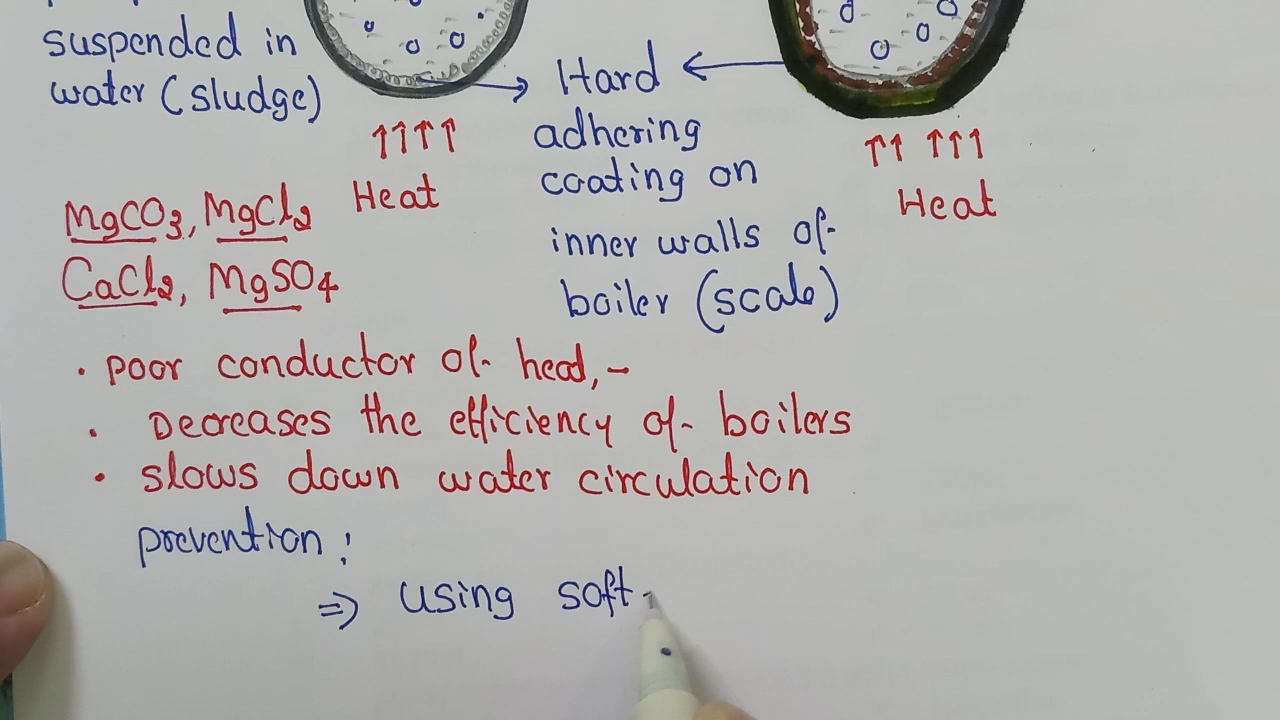 suspended in
water (sludge)
↑↑↑↑
Heat
MgCO3, MgCl2
CaCl2, MgSO4
Hard
adhering
coating on
inner walls of
boiler (scale)
↑↑ ↑↑↑
Heat
• poor conductor of heat, -
• Decreases the efficiency of boilers
• slows down water circulation
prevention :
⇒ using soft